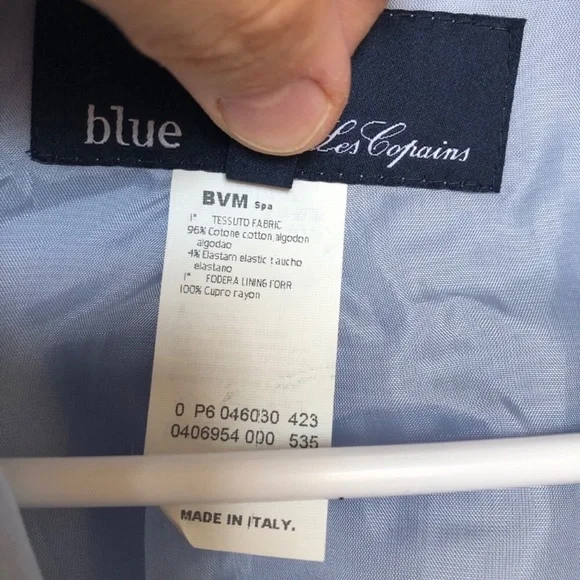 blue Les Copains
BVM Spa
1° TESSUTO FABRIC
96% Cotone cotton algodon
algodao
4% Elastam elastic caucho
elastano
1° FODERA LINING FORR
100% Cupro rayon
0 P6 046030 423
0406954 000 535
MADE IN ITALY.